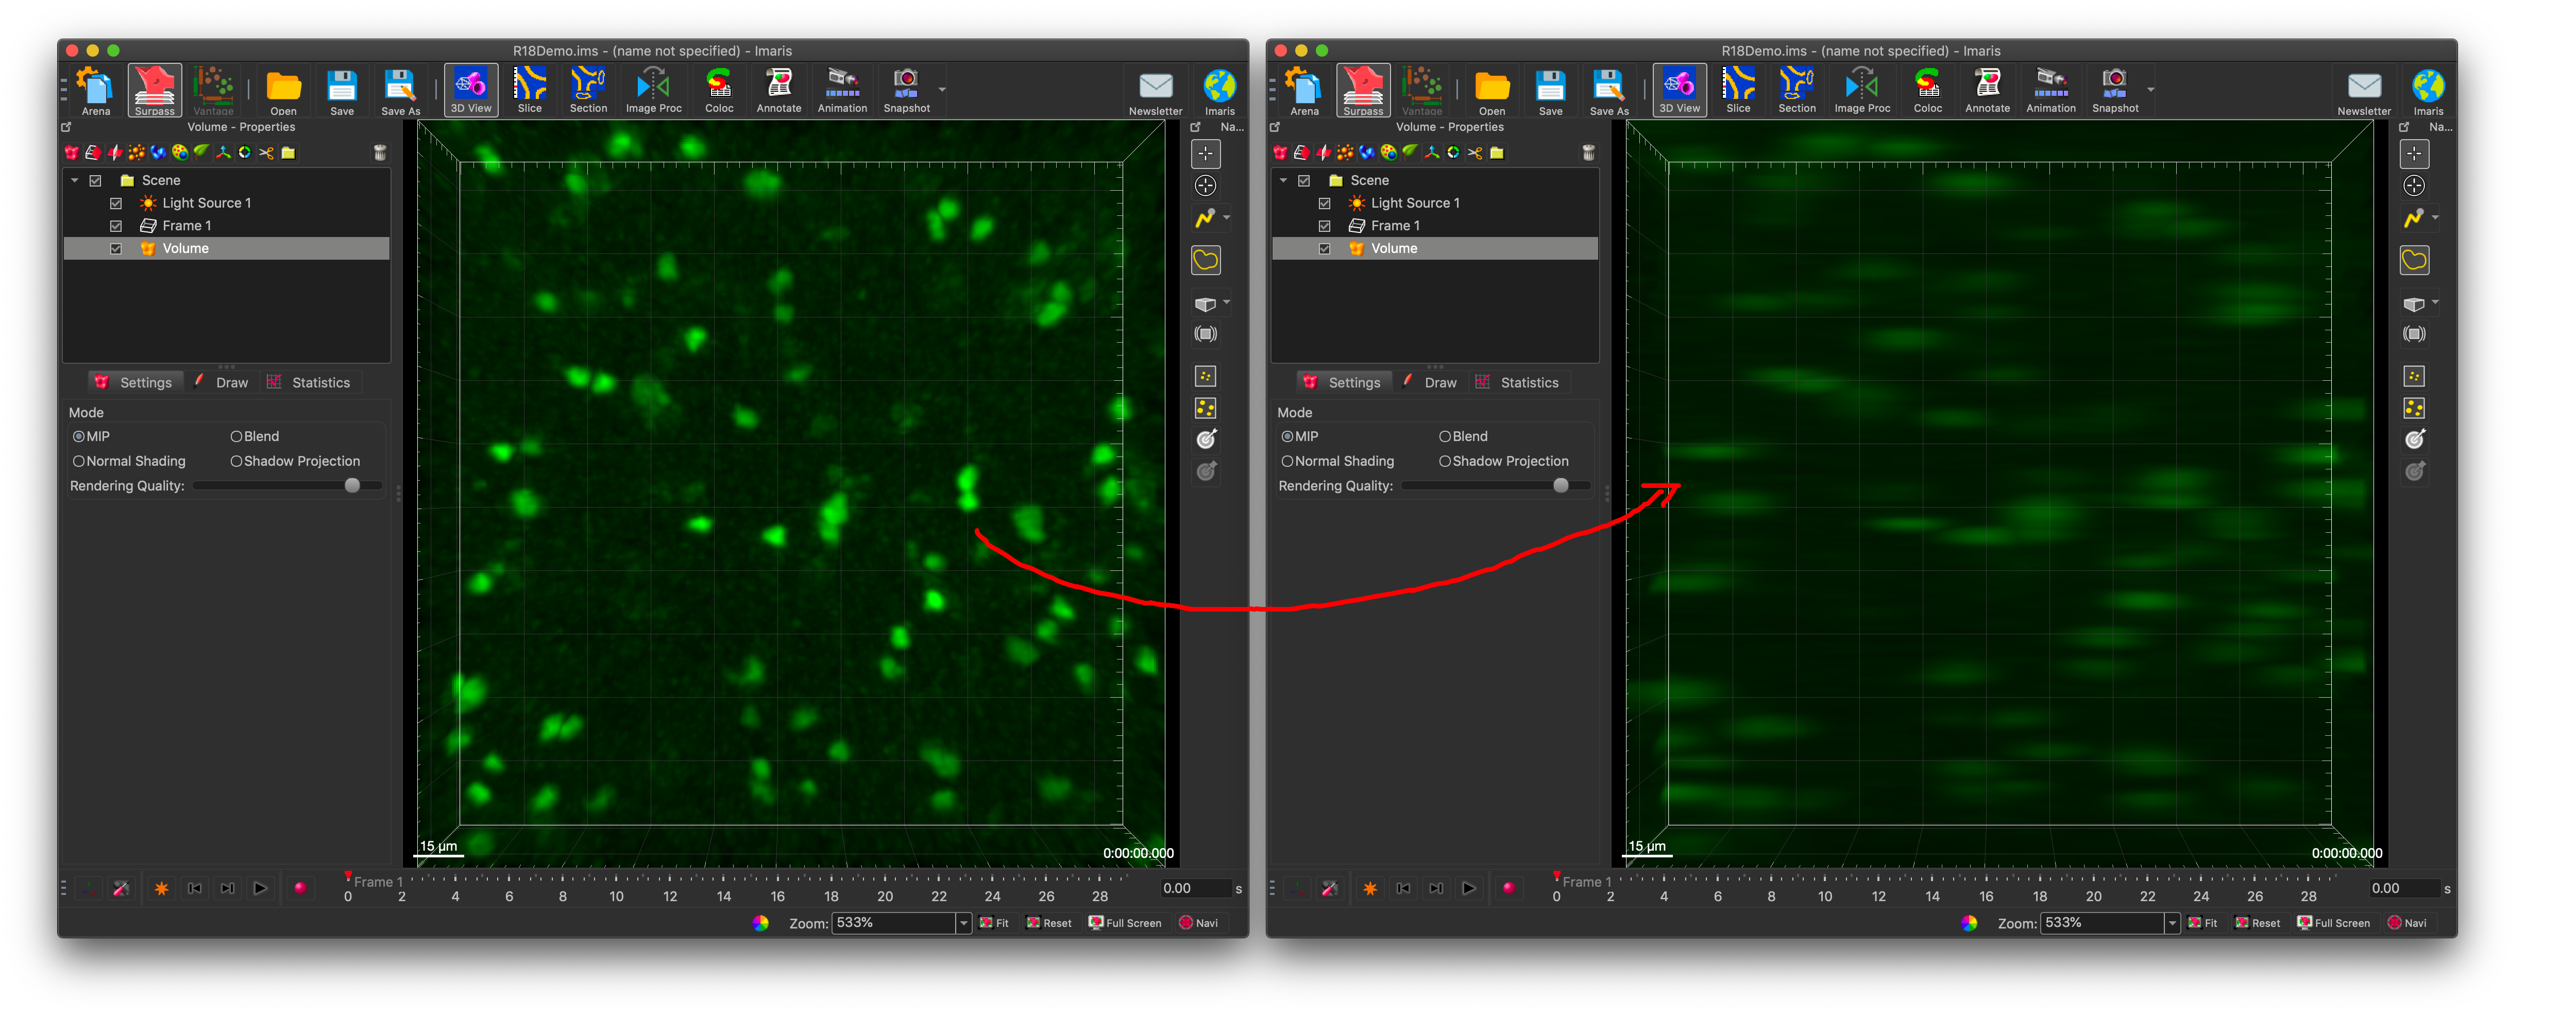 R18Demo.ims - (name not specified) - Imaris
Arena Surpass Vantage Open Save Save As 3D View Slice Section Image Proc Coloc Annotate Animation Snapshot Newsletter Imaris
Volume - Properties
Na...
Scene
Light Source 1
Frame 1
Volume
Settings Draw Statistics
Mode
MIP Blend
Normal Shading Shadow Projection
Rendering Quality:
15 µm
0:00:00.000
Frame 1
0 2 4 6 8 10 12 14 16 18 20 22 24 26 28
0.00 s
Zoom: 533% Fit Reset Full Screen Navi
R18Demo.ims - (name not specified) - Imaris
Arena Surpass Vantage Open Save Save As 3D View Slice Section Image Proc Coloc Annotate Animation Snapshot Newsletter Imaris
Volume - Properties
Na...
Scene
Light Source 1
Frame 1
Volume
Settings Draw Statistics
Mode
MIP Blend
Normal Shading Shadow Projection
Rendering Quality:
15 µm
0:00:00.000
Frame 1
0 2 4 6 8 10 12 14 16 18 20 22 24 26 28
0.00 s
Zoom: 533% Fit Reset Full Screen Navi